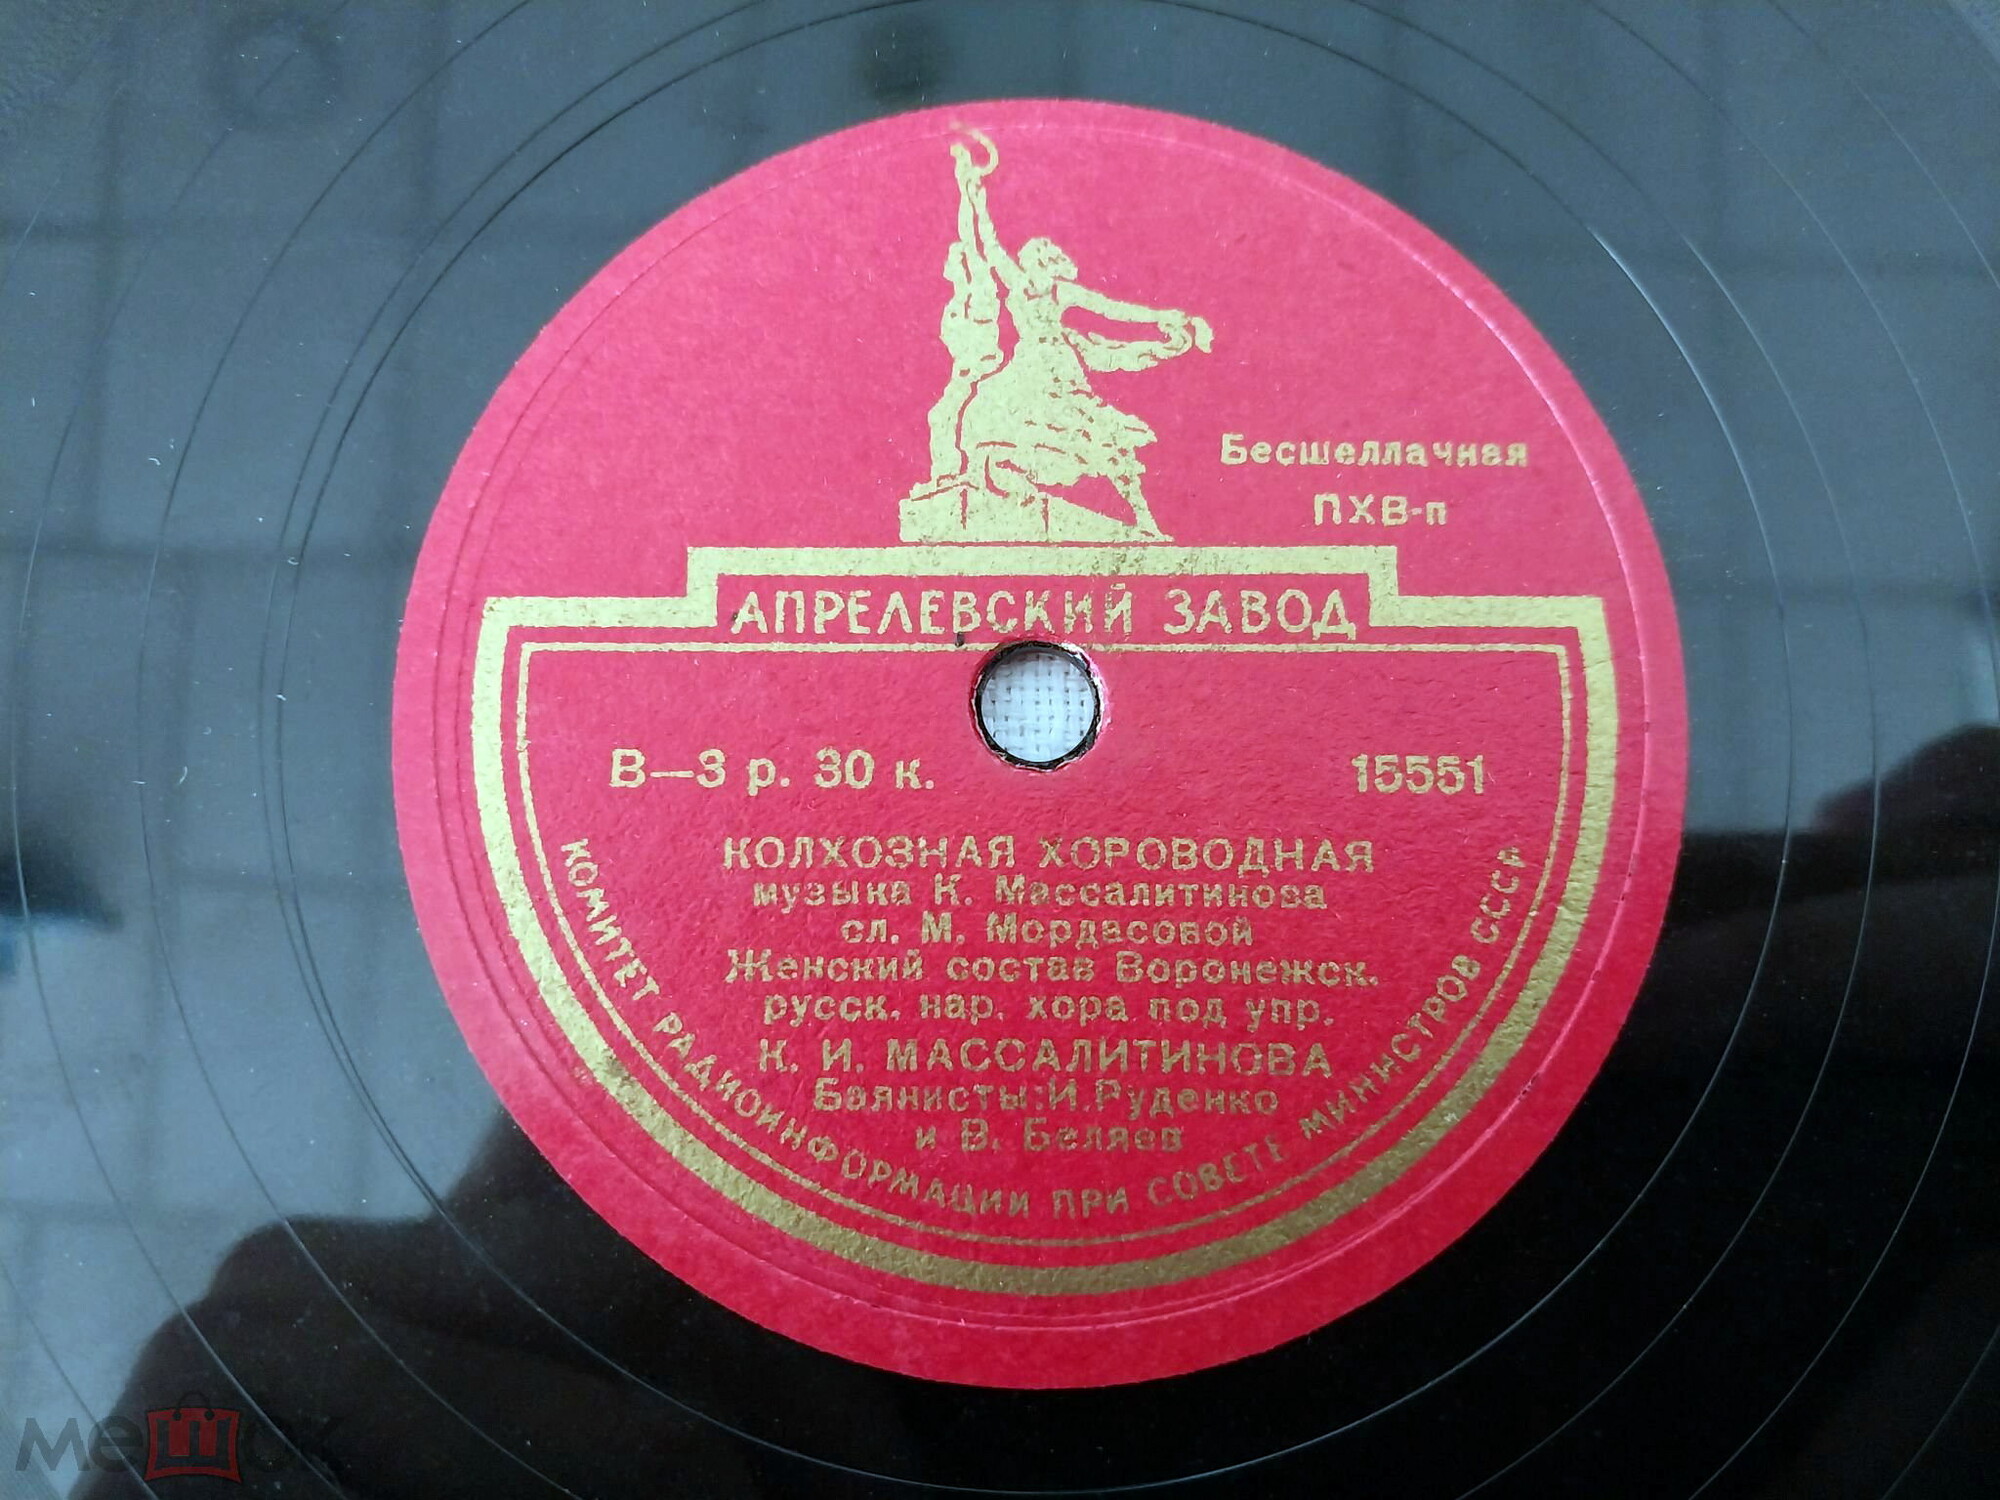 Бесшеллачная
ПХВ-п
АПРЕЛЕВСКИЙ ЗАВОД
В—3 р. 30 к.
15551
КОЛХОЗНАЯ ХОРОВОДНАЯ
музыка К. Массалитинова
сл. М. Мордасовой
Женский состав Воронежск.
русск. нар. хора под упр.
К. И. МАССАЛИТИНОВА
Баянисты: И. Руденко
и В. Беляев
КОМИТЕТ РАДИОИНФОРМАЦИИ ПРИ СОВЕТЕ МИНИСТРОВ СССР
мешок